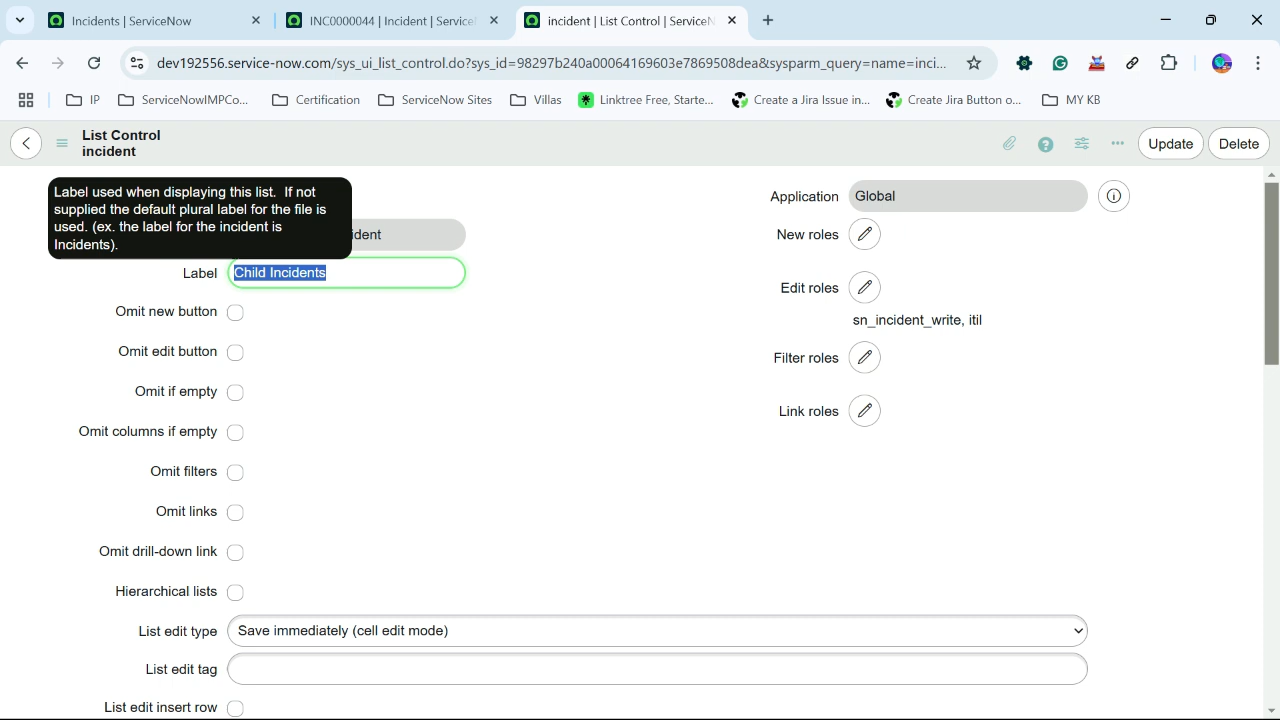 Incidents | ServiceNow
INC0000044 | Incident | Service
incident | List Control | ServiceN
dev192556.service-now.com/sys_ui_list_control.do?sys_id=98297b240a00064169603e7869508dea&sysparm_query=name=inci...
IP
ServiceNowIMPCo...
Certification
ServiceNow Sites
Villas
Linktree Free, Starte...
Create a Jira Issue in...
Create Jira Button o...
MY KB
List Control
incident
Update
Delete
Label used when displaying this list. If not
supplied the default plural label for the file is
used. (ex. the label for the incident is
Incidents).
ident
Label
Child Incidents
Omit new button
Omit edit button
Omit if empty
Omit columns if empty
Omit filters
Omit links
Omit drill-down link
Hierarchical lists
List edit type
Save immediately (cell edit mode)
List edit tag
List edit insert row
Application
Global
New roles
Edit roles
sn_incident_write, itil
Filter roles
Link roles